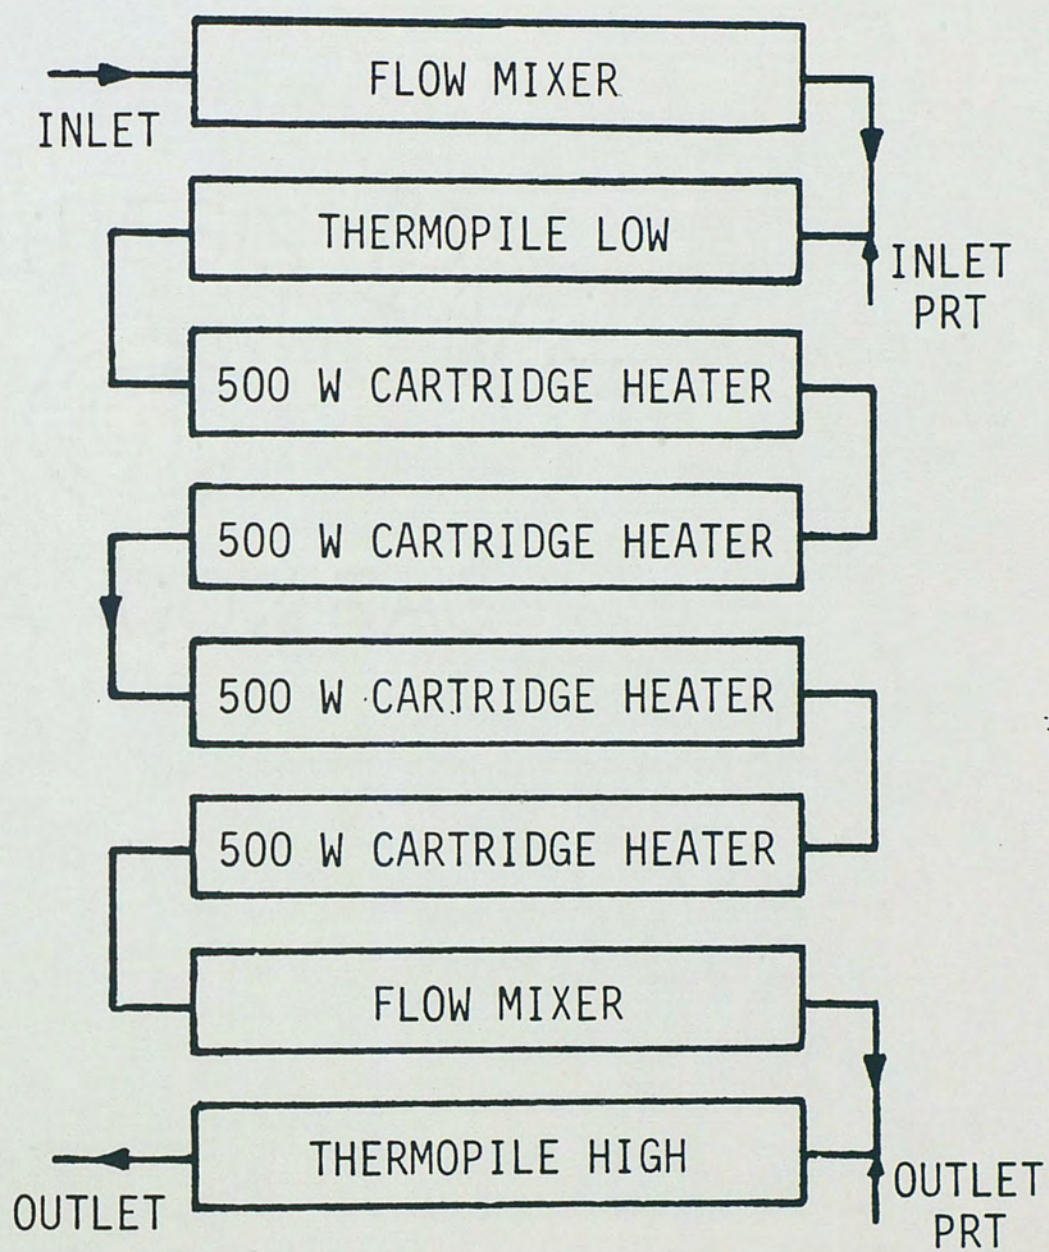 FLOW MIXER
INLET
THERMOPILE LOW
INLET
PRT
500 W CARTRIDGE HEATER
500 W CARTRIDGE HEATER
500 W CARTRIDGE HEATER
500 W CARTRIDGE HEATER
FLOW MIXER
THERMOPILE HIGH
OUTLET
OUTLET
PRT